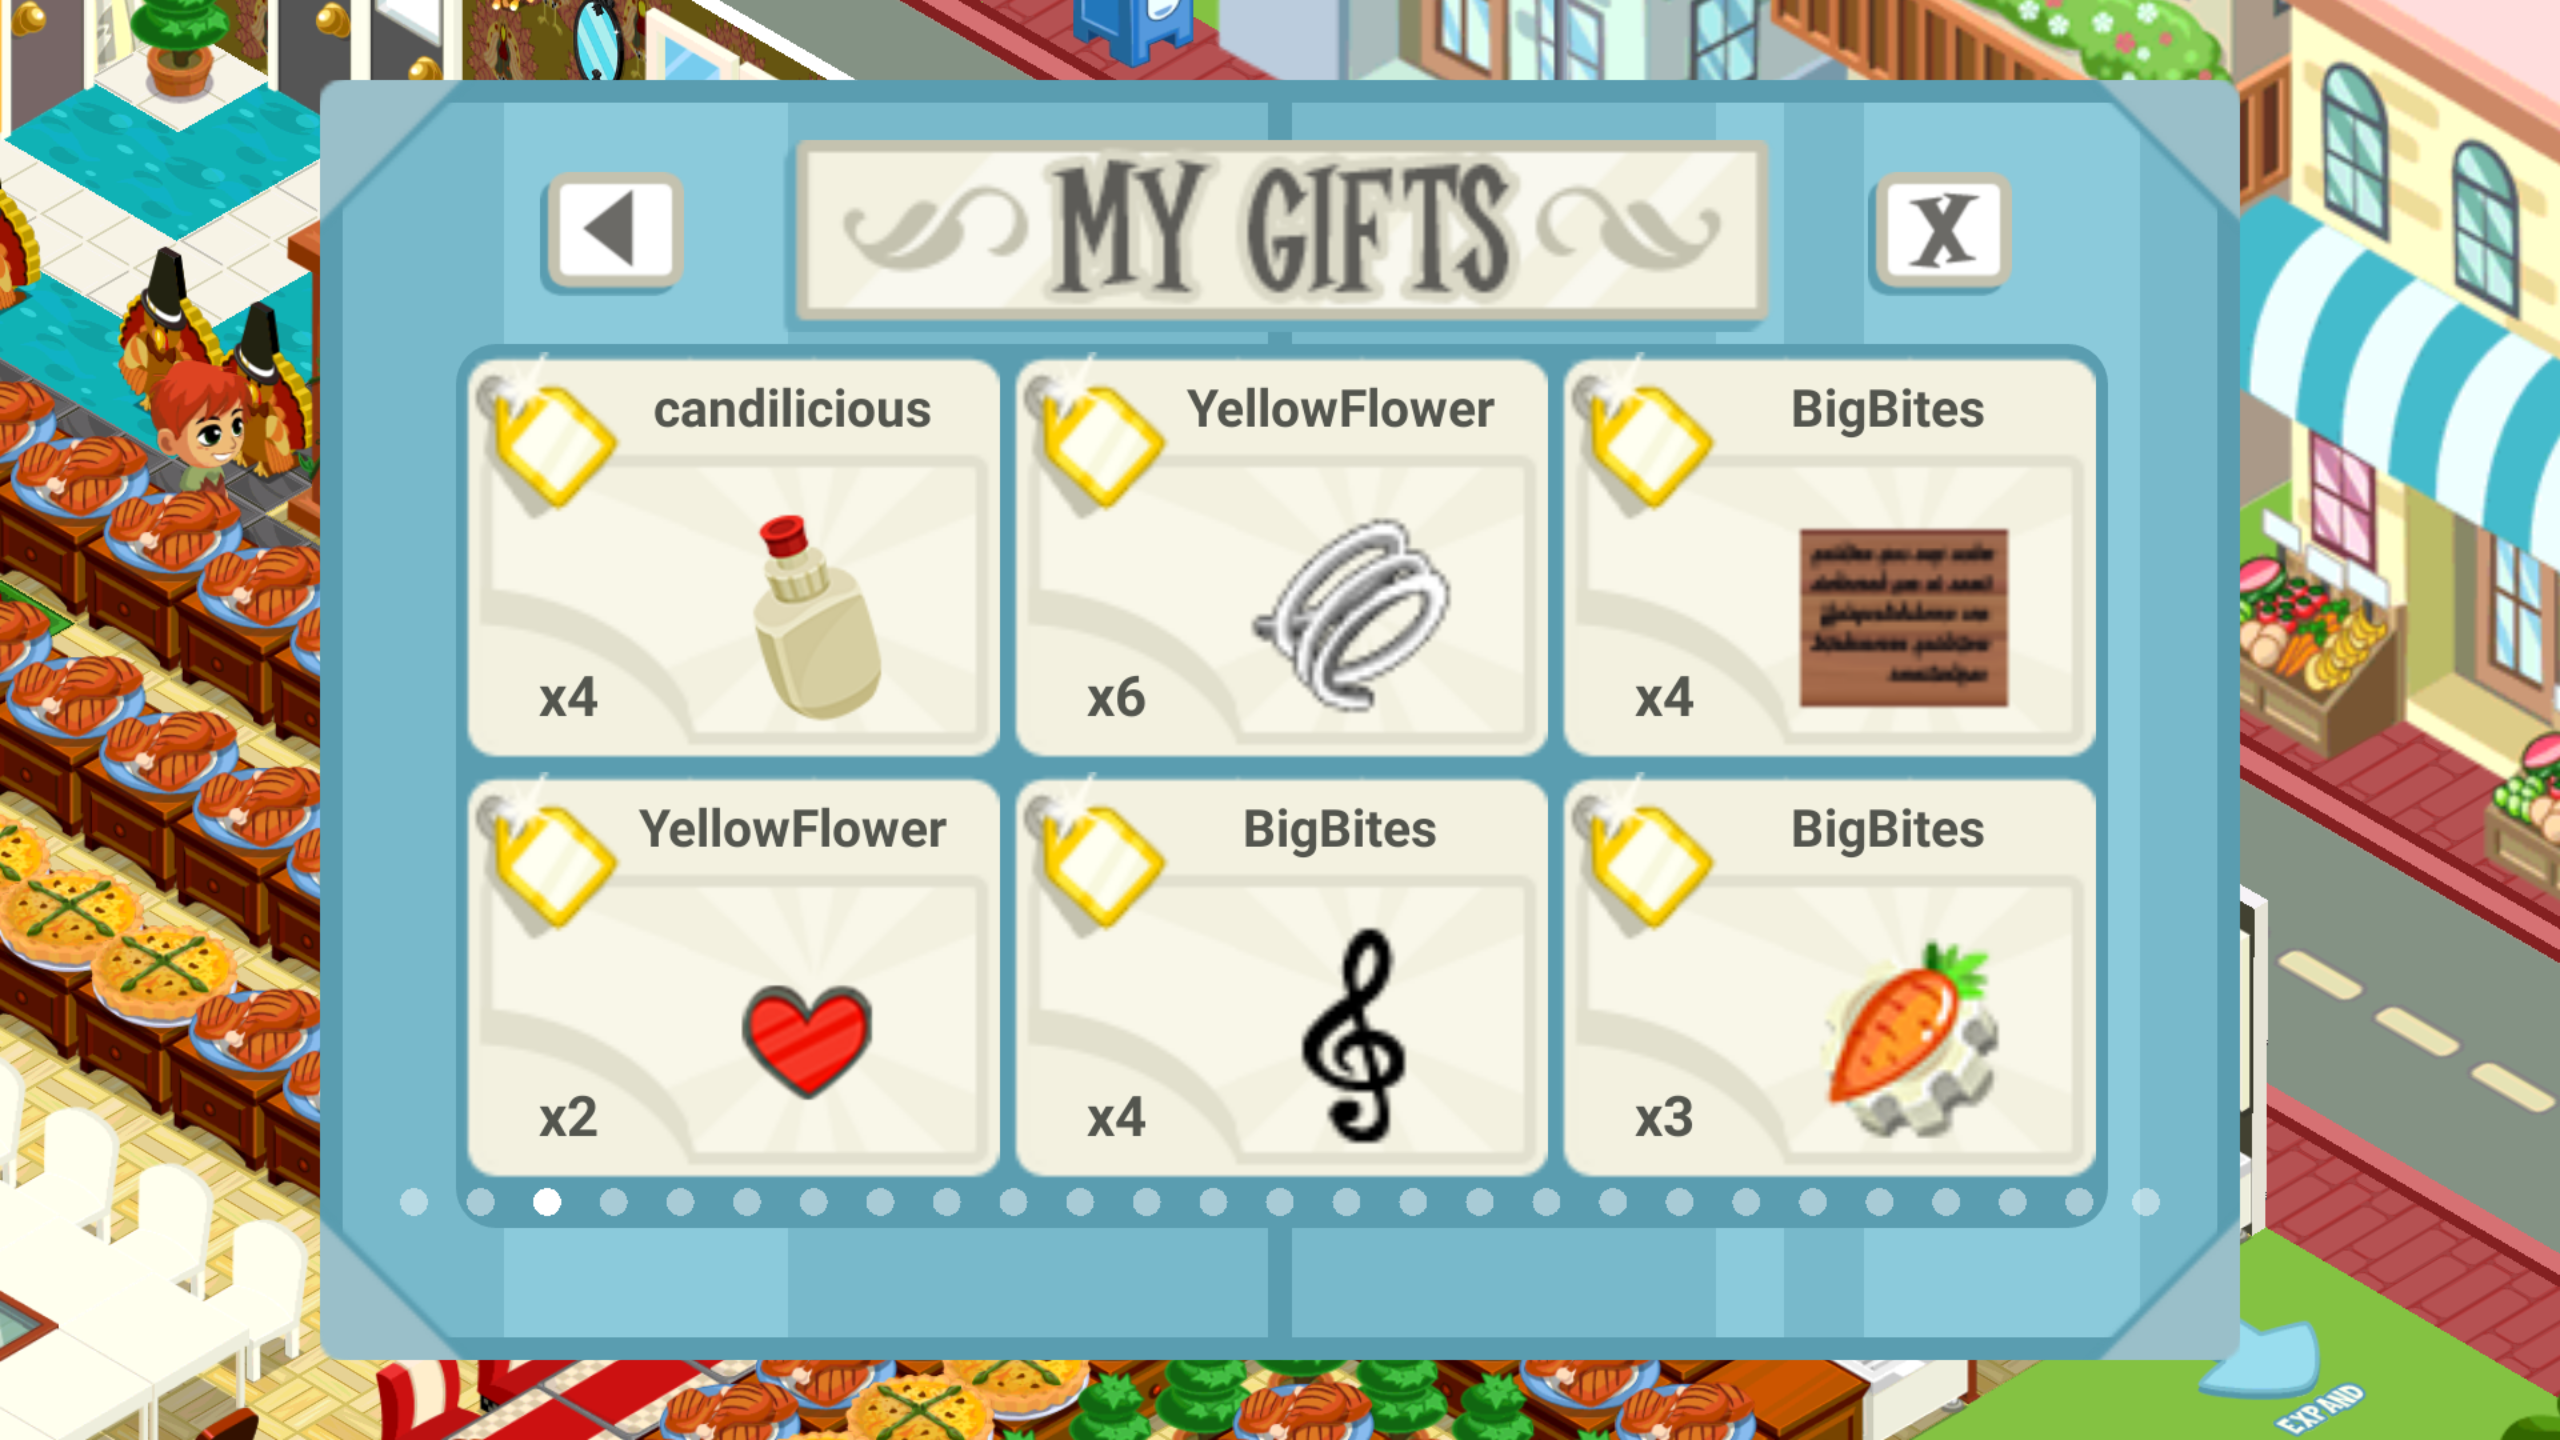 MY GIFTS
X
candilicious
x4
YellowFlower
x6
BigBites
x4
YellowFlower
x2
BigBites
x4
BigBites
x3
EXPAND